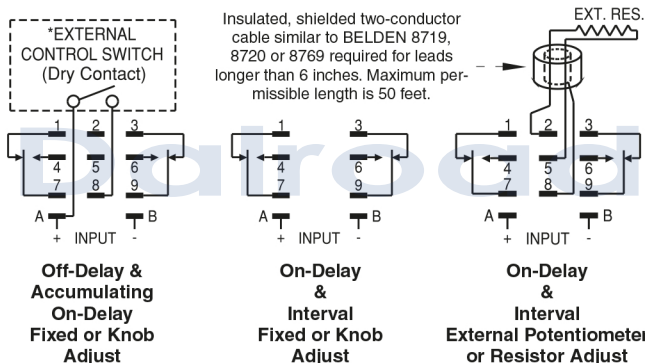 *EXTERNAL
CONTROL SWITCH
(Dry Contact)
Insulated, shielded two-conductor
cable similar to BELDEN 8719,
8720 or 8769 required for leads
longer than 6 inches. Maximum per-
missible length is 50 feet.
EXT. RES.
1 2 3
4 5 6
7 8 9
A B
+ INPUT -
Off-Delay &
Accumulating
On-Delay
Fixed or Knob
Adjust
1 3
4 6
7 9
A B
+ INPUT -
On-Delay
&
Interval
Fixed or Knob
Adjust
1 2 3
4 5 6
7 8 9
A B
+ INPUT -
On-Delay
&
Interval
External Potentiometer
or Resistor Adjust
Dalroad